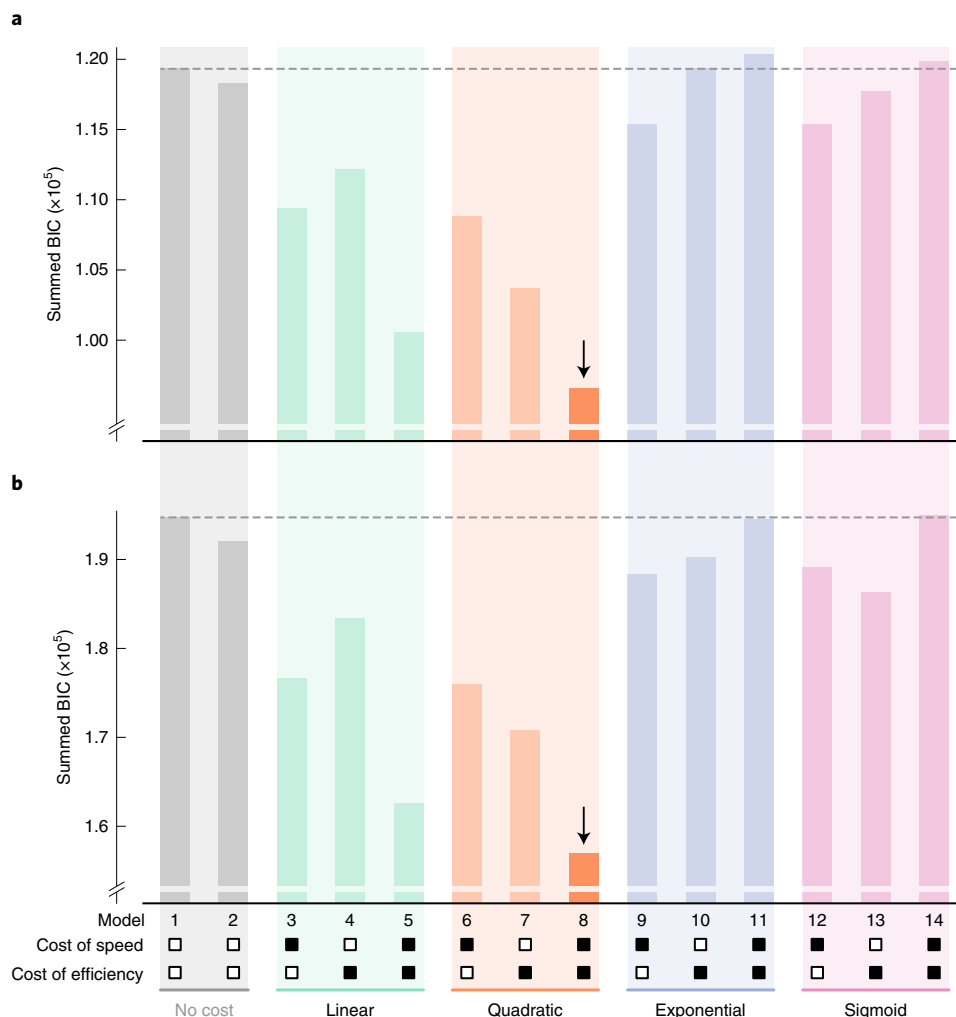 a
Summed BIC (×10⁵)
1.20
1.15
1.10
1.05
1.00
b
Summed BIC (×10⁵)
1.9
1.8
1.7
1.6
Model 1 2 3 4 5 6 7 8 9 10 11 12 13 14
Cost of speed
Cost of efficiency
No cost Linear Quadratic Exponential Sigmoid